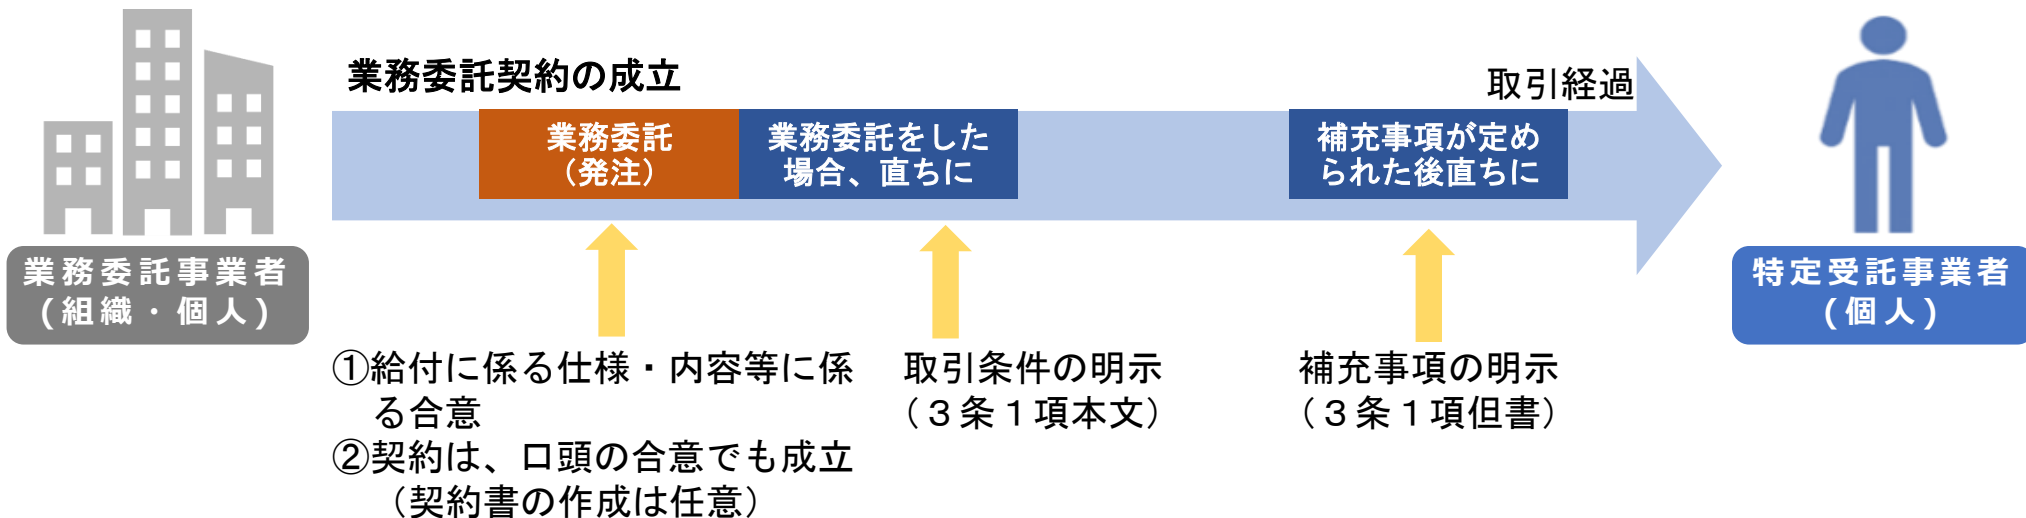 業務委託契約の成立
取引経過
業務委託
（発注）
業務委託をした
場合、直ちに
補充事項が定め
られた後直ちに
業務委託事業者
(組織・個人)
特定受託事業者
(個人)
①給付に係る仕様・内容等に係
る合意
②契約は、口頭の合意でも成立
（契約書の作成は任意）
取引条件の明示
（３条１項本文）
補充事項の明示
（３条１項但書）